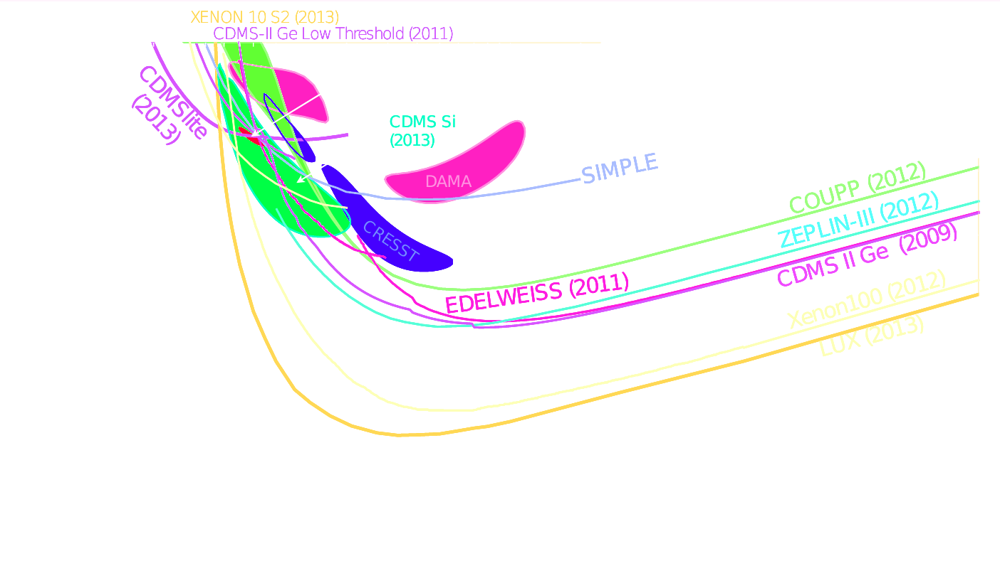 XENON 10 S2 (2013)
CDMS-II Ge Low Threshold (2011)
CDMSlite
(2013)
CDMS Si
(2013)
DAMA
SIMPLE
COUPP (2012)
ZEPLIN-III (2012)
CRESST
CDMS II Ge (2009)
EDELWEISS (2011)
Xenon100 (2012)
LUX (2013)